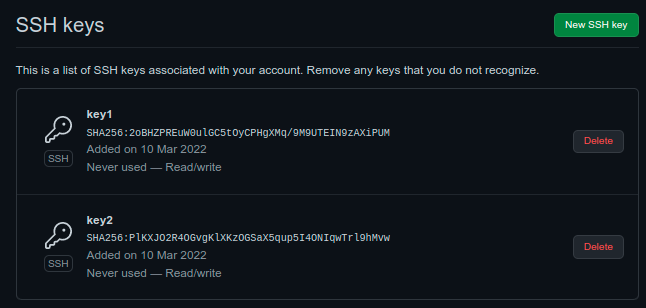 SSH keys
New SSH key
This is a list of SSH keys associated with your account. Remove any keys that you do not recognize.
key1
SHA256:2oBHZPREuW0ulGC5tOyCPHgXMq/9M9UTEIN9zAXiPUM
Added on 10 Mar 2022
Never used — Read/write
SSH
Delete
key2
SHA256:PlKXJO2R4OGvgKlXKzOGSaX5qup5I4ONIqwTrl9hMvw
Added on 10 Mar 2022
Never used — Read/write
SSH
Delete